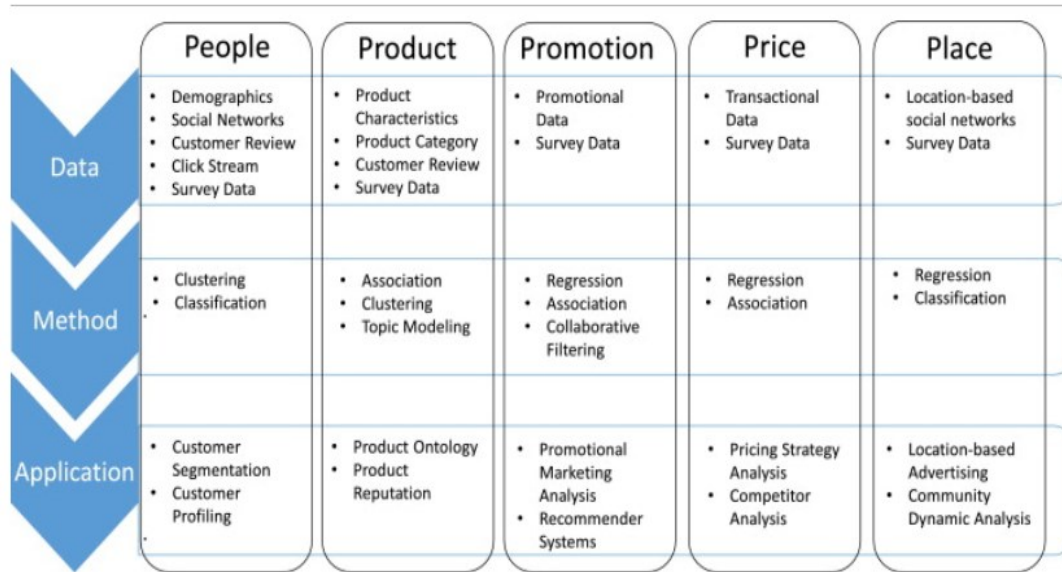 People
Product
Promotion
Price
Place
Data
• Demographics
• Social Networks
• Customer Review
• Click Stream
• Survey Data
• Product
Characteristics
• Product Category
• Customer Review
• Survey Data
• Promotional
Data
• Survey Data
• Transactional
Data
• Survey Data
• Location-based
social networks
• Survey Data
Method
• Clustering
• Classification
• Association
• Clustering
• Topic Modeling
• Regression
• Association
• Collaborative
Filtering
• Regression
• Association
• Regression
• Classification
Application
• Customer
Segmentation
• Customer
Profiling
• Product Ontology
• Product
Reputation
• Promotional
Marketing
Analysis
• Recommender
Systems
• Pricing Strategy
Analysis
• Competitor
Analysis
• Location-based
Advertising
• Community
Dynamic Analysis